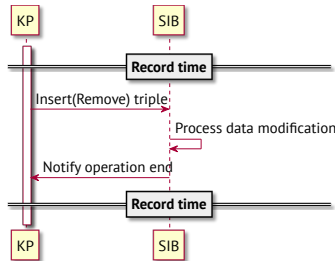 KP
SIB
Record time
Insert(Remove) triple
Process data modification
Notify operation end
Record time
KP
SIB